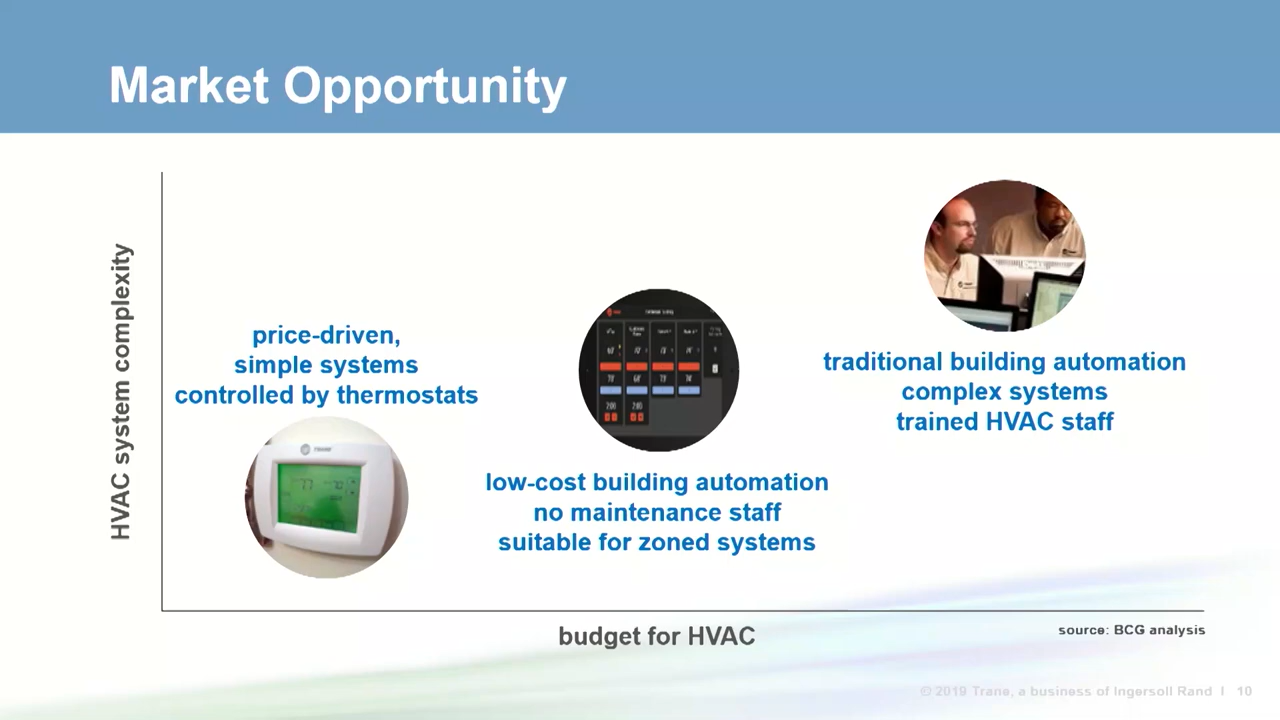 Market Opportunity
HVAC system complexity
price-driven,
simple systems
controlled by thermostats
TRANE
low-cost building automation
no maintenance staff
suitable for zoned systems
traditional building automation
complex systems
trained HVAC staff
budget for HVAC
source: BCG analysis
© 2019 Trane, a business of Ingersoll Rand | 10